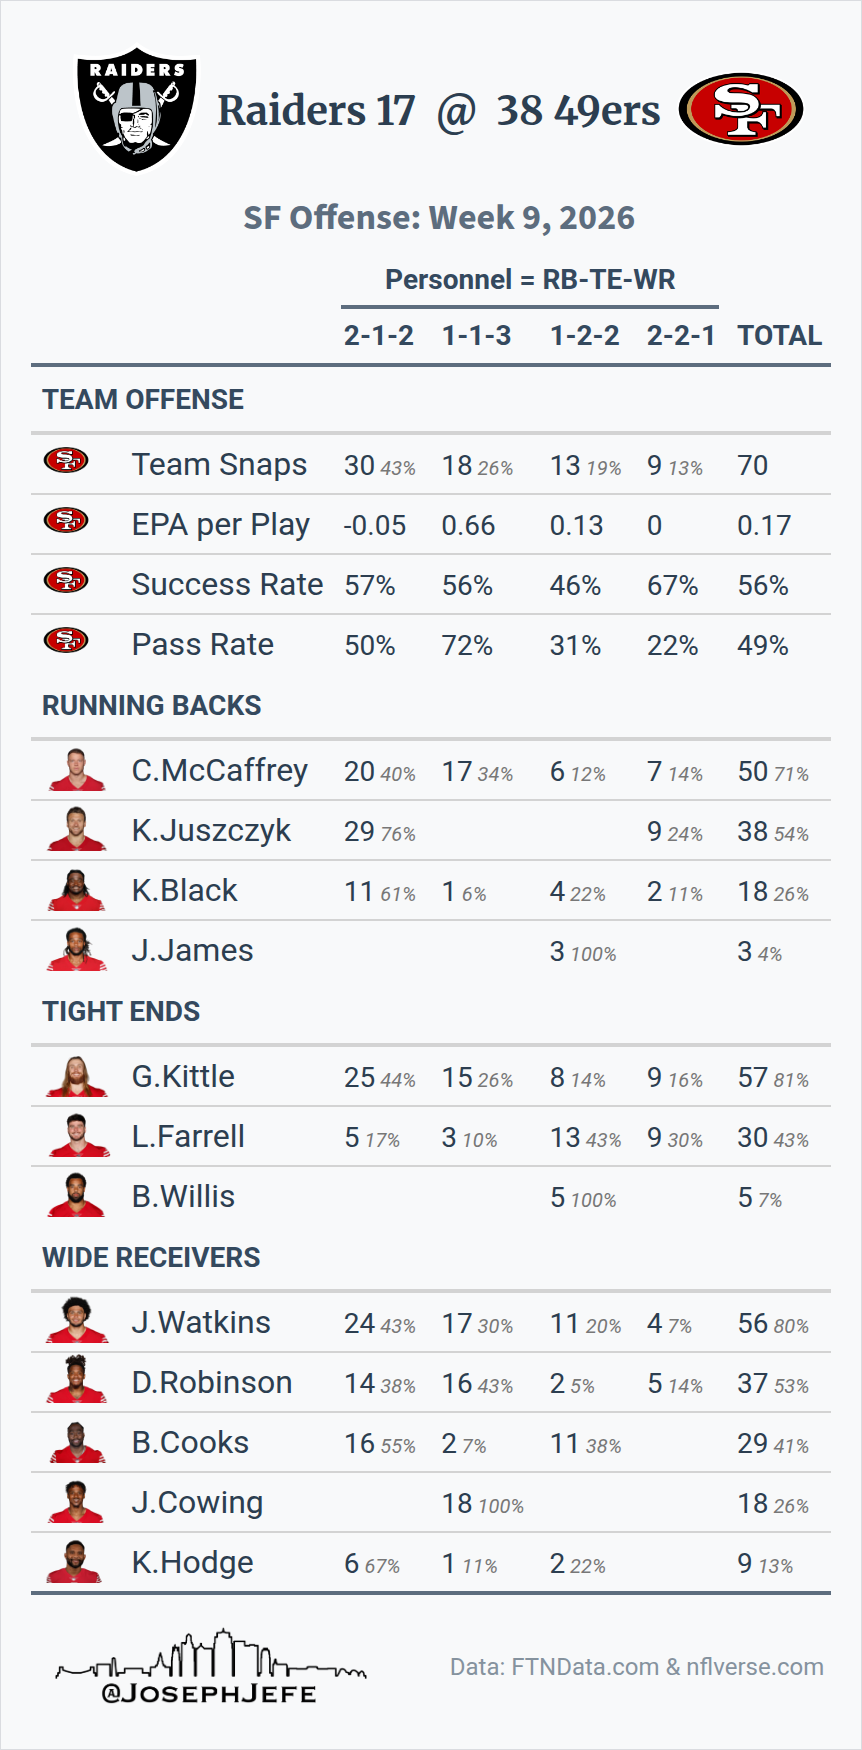 RAIDERS
Raiders 17 @ 38 49ers
SF
SF Offense: Week 9, 2026
Personnel = RB-TE-WR
2-1-2 1-1-3 1-2-2 2-2-1 TOTAL
TEAM OFFENSE
SF Team Snaps 30 43% 18 26% 13 19% 9 13% 70
SF EPA per Play -0.05 0.66 0.13 0 0.17
SF Success Rate 57% 56% 46% 67% 56%
SF Pass Rate 50% 72% 31% 22% 49%
RUNNING BACKS
C.McCaffrey 20 40% 17 34% 6 12% 7 14% 50 71%
K.Juszczyk 29 76% 9 24% 38 54%
K.Black 11 61% 1 6% 4 22% 2 11% 18 26%
J.James 3 100% 3 4%
TIGHT ENDS
G.Kittle 25 44% 15 26% 8 14% 9 16% 57 81%
L.Farrell 5 17% 3 10% 13 43% 9 30% 30 43%
B.Willis 5 100% 5 7%
WIDE RECEIVERS
J.Watkins 24 43% 17 30% 11 20% 4 7% 56 80%
D.Robinson 14 38% 16 43% 2 5% 5 14% 37 53%
B.Cooks 16 55% 2 7% 11 38% 29 41%
J.Cowing 18 100% 18 26%
K.Hodge 6 67% 1 11% 2 22% 9 13%
@JOSEPHJEFE
Data: FTNData.com & nflverse.com